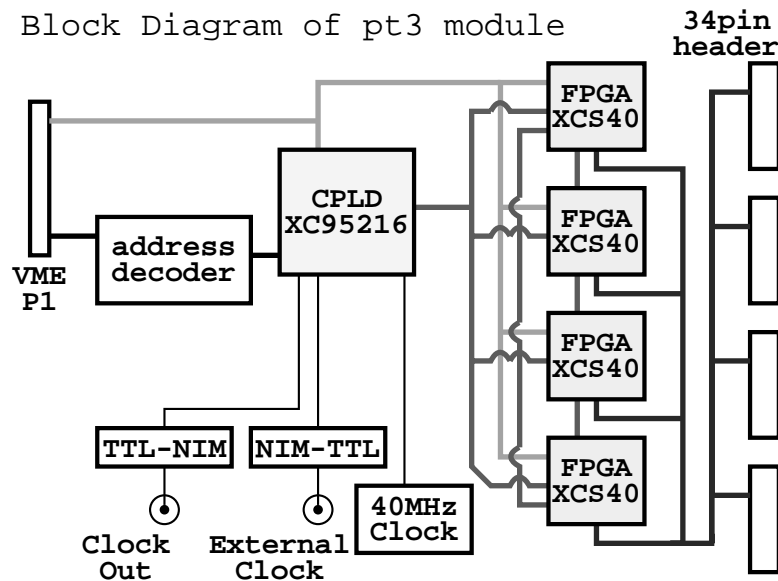 Block Diagram of pt3 module
34pin
header
FPGA
XCS40
CPLD
XC95216
FPGA
XCS40
address
decoder
VME
P1
FPGA
XCS40
TTL-NIM
NIM-TTL
FPGA
XCS40
40MHz
Clock
Clock
Out
External
Clock